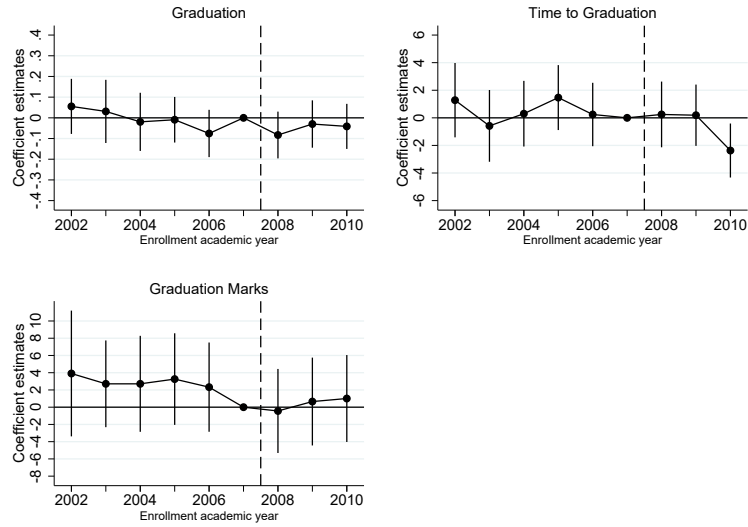 Graduation
Coefficient estimates
.4
.3
.2
.1
0
-.1
-.2
-.3
-.4
2002 2004 2006 2008 2010
Enrollment academic year
Time to Graduation
Coefficient estimates
6
4
2
0
-2
-4
-6
2002 2004 2006 2008 2010
Enrollment academic year
Graduation Marks
Coefficient estimates
10
8
6
4
2
0
-2
-4
-6
-8
2002 2004 2006 2008 2010
Enrollment academic year